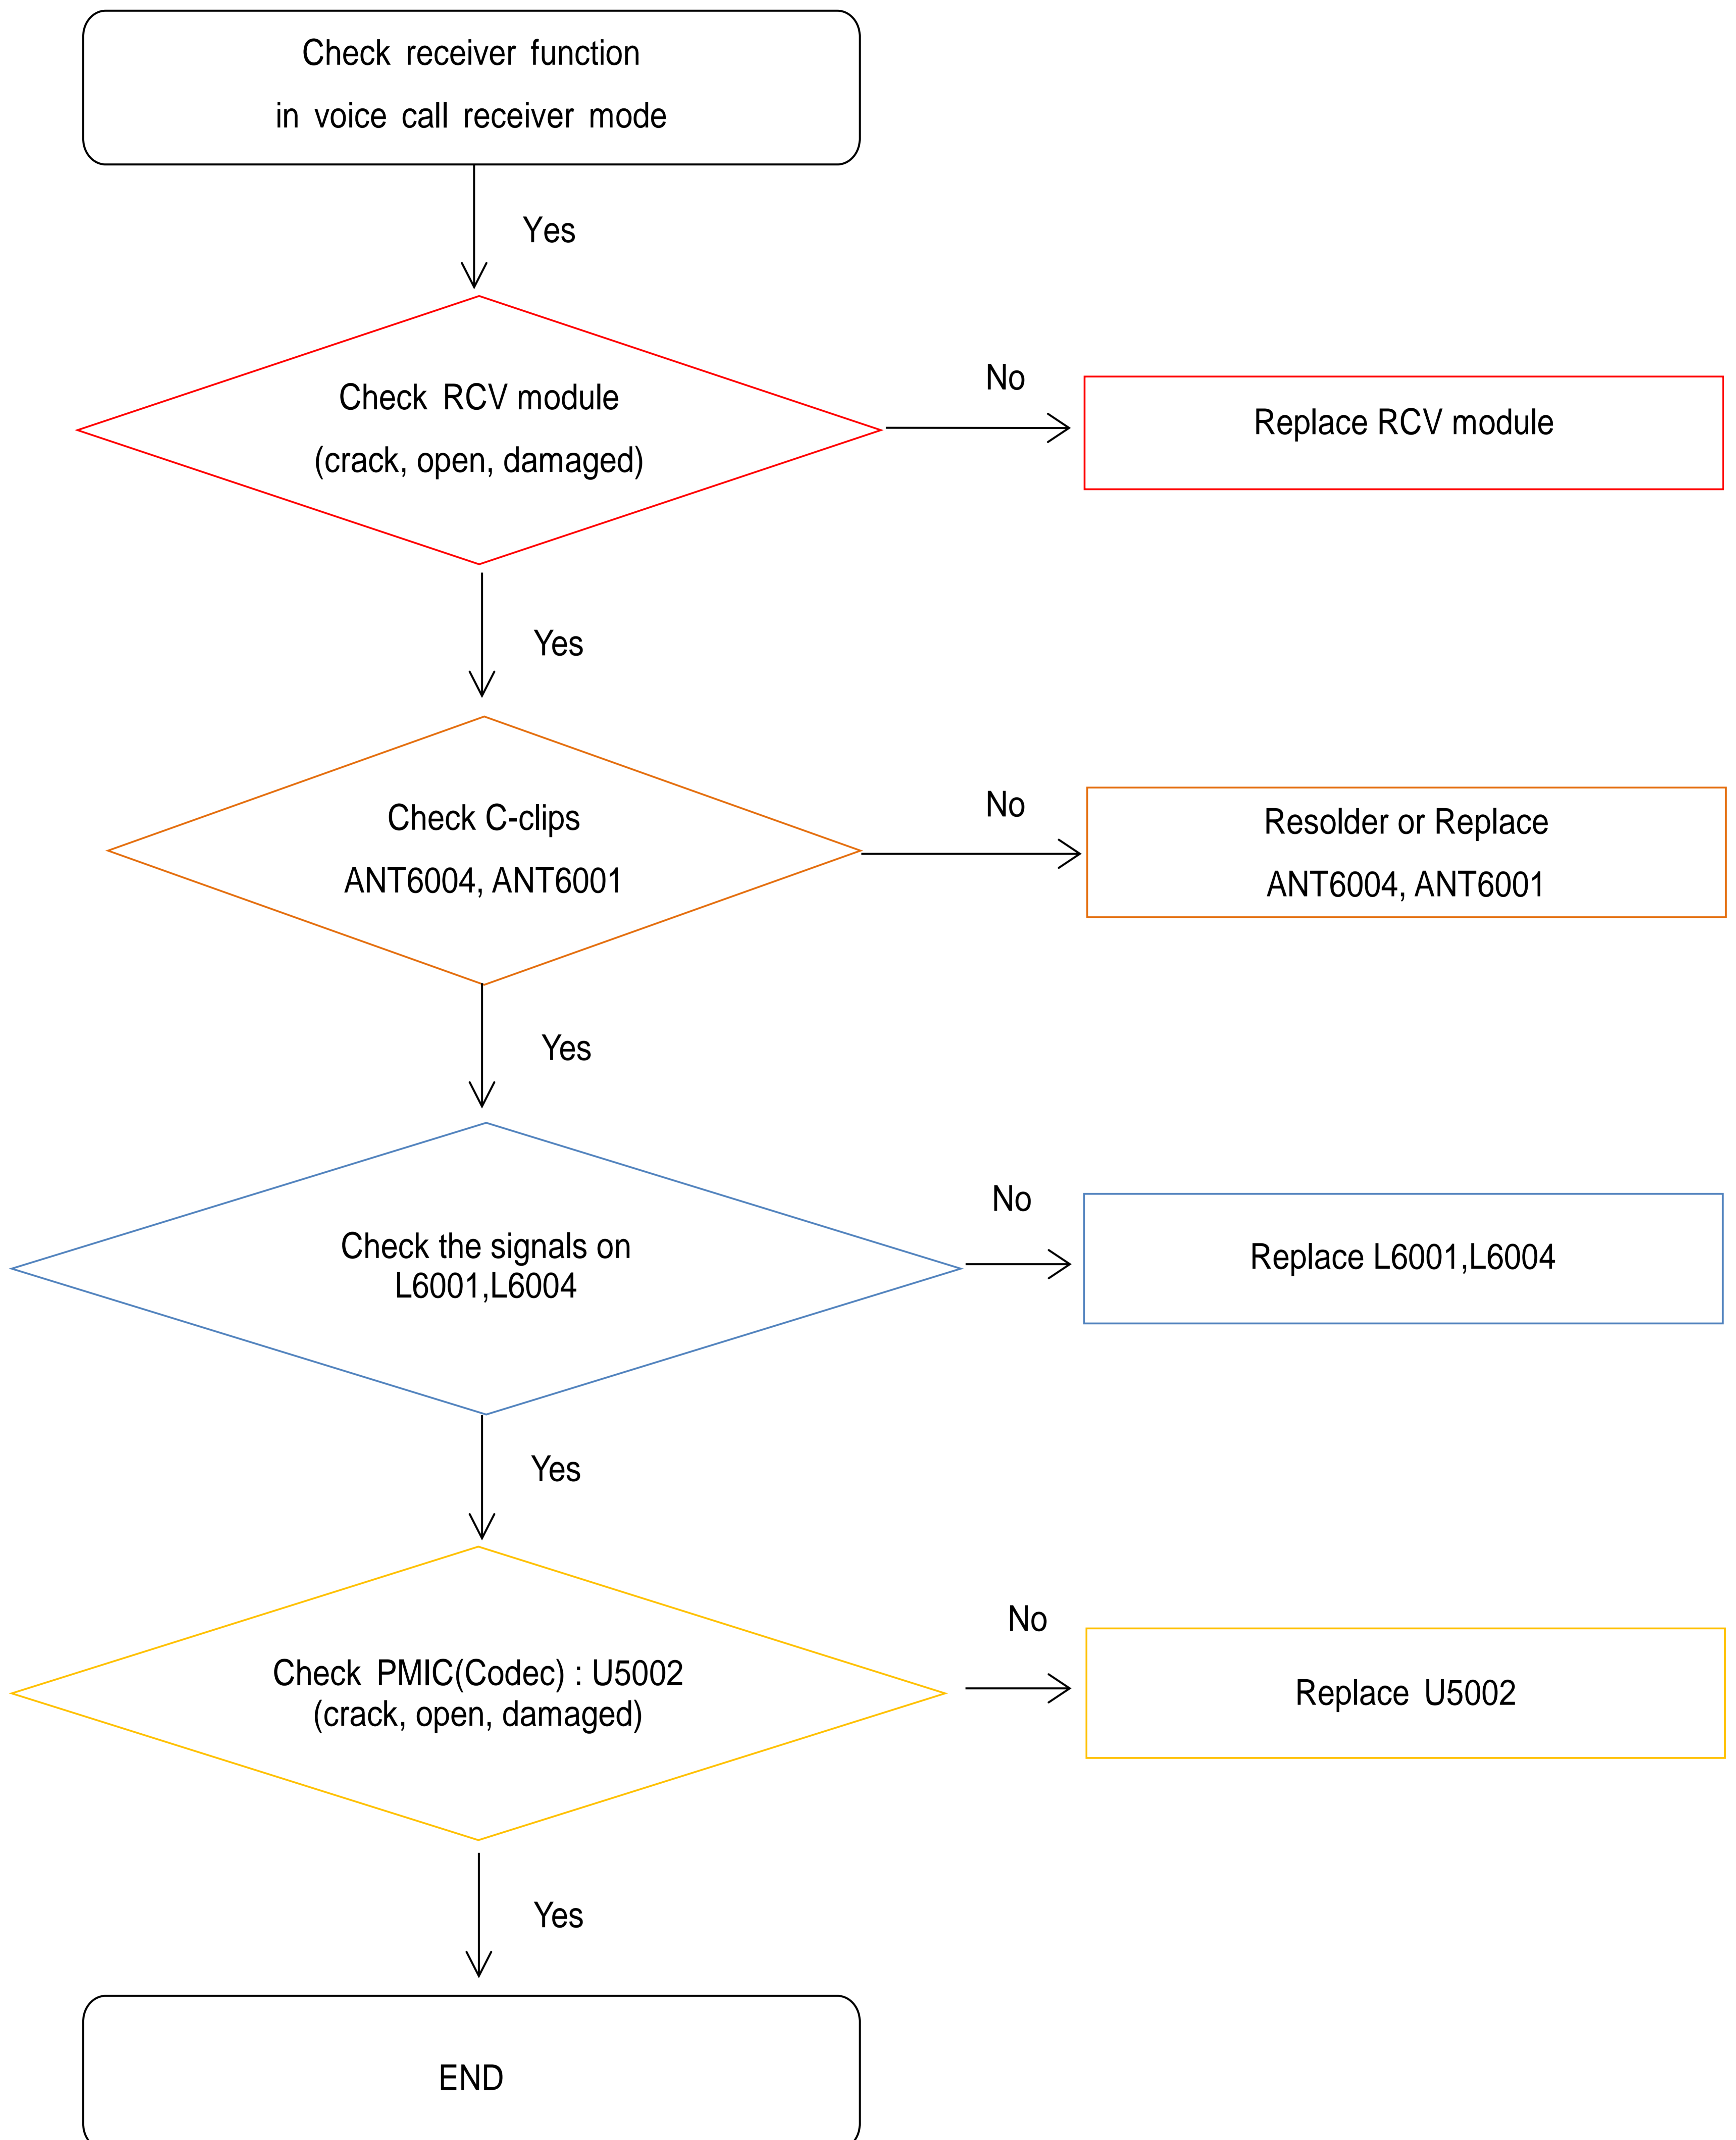 Check receiver function
in voice call receiver mode
Yes
Check RCV module
(crack, open, damaged)
No
Replace RCV module
Yes
Check C-clips
ANT6004, ANT6001
No
Resolder or Replace
ANT6004, ANT6001
Yes
Check the signals on
L6001,L6004
No
Replace L6001,L6004
Yes
Check PMIC(Codec) : U5002
(crack, open, damaged)
No
Replace U5002
Yes
END